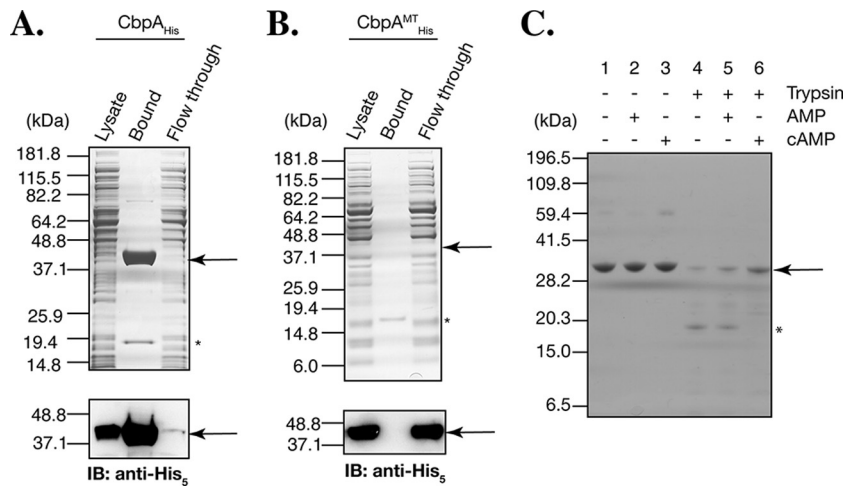 A.
CbpA_His
Lysate
Bound
Flow through
(kDa)
181.8
115.5
82.2
64.2
48.8
37.1
25.9
19.4
14.8
*
48.8
37.1
IB: anti-His₅
B.
CbpA^MT_His
Lysate
Bound
Flow through
(kDa)
181.8
115.5
82.2
64.2
48.8
37.1
25.9
19.4
14.8
6.0
*
48.8
37.1
IB: anti-His₅
C.
1 2 3 4 5 6
- - - + + + Trypsin
- + - - + - AMP
- - + - - + cAMP
(kDa)
196.5
109.8
59.4
41.5
28.2
20.3
15.0
6.5
*